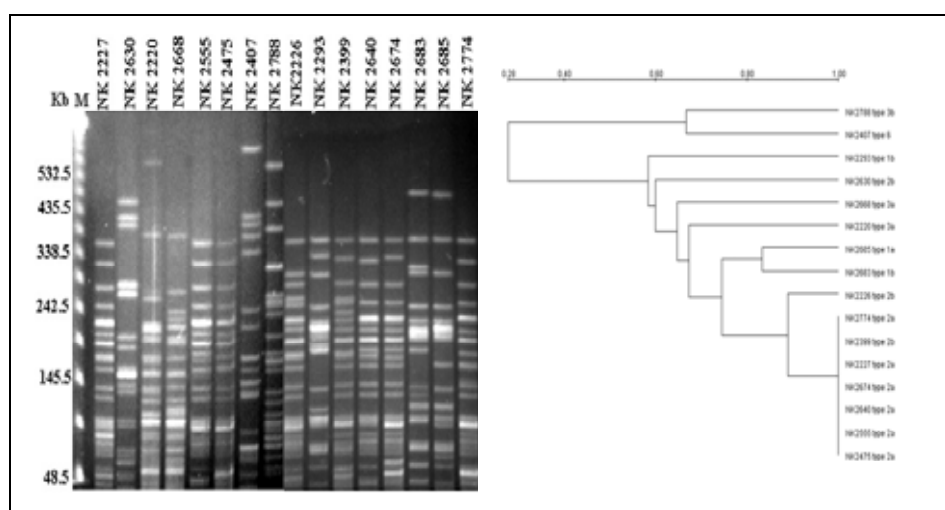 Kb M NK 2227 NK 2630 NK 2220 NK 2668 NK 2555 NK 2475 NK 2407 NK 2788 NK2226 NK 2293 NK 2399 NK 2640 NK 2674 NK 2683 NK 2685 NK 2774
532.5
435.5
338.5
242.5
145.5
48.5
0,20 0,40 0,60 0,80 1,00
NK2788 type 3b
NK2407 type 6
NK2293 type 1b
NK2630 type 2b
NK2668 type 3a
NK2220 type 3a
NK2685 type 1a
NK2683 type 1b
NK2226 type 2b
NK2774 type 2a
NK2399 type 2b
NK2227 type 2a
NK2674 type 2a
NK2640 type 2a
type 2a
NK2475 type 2a